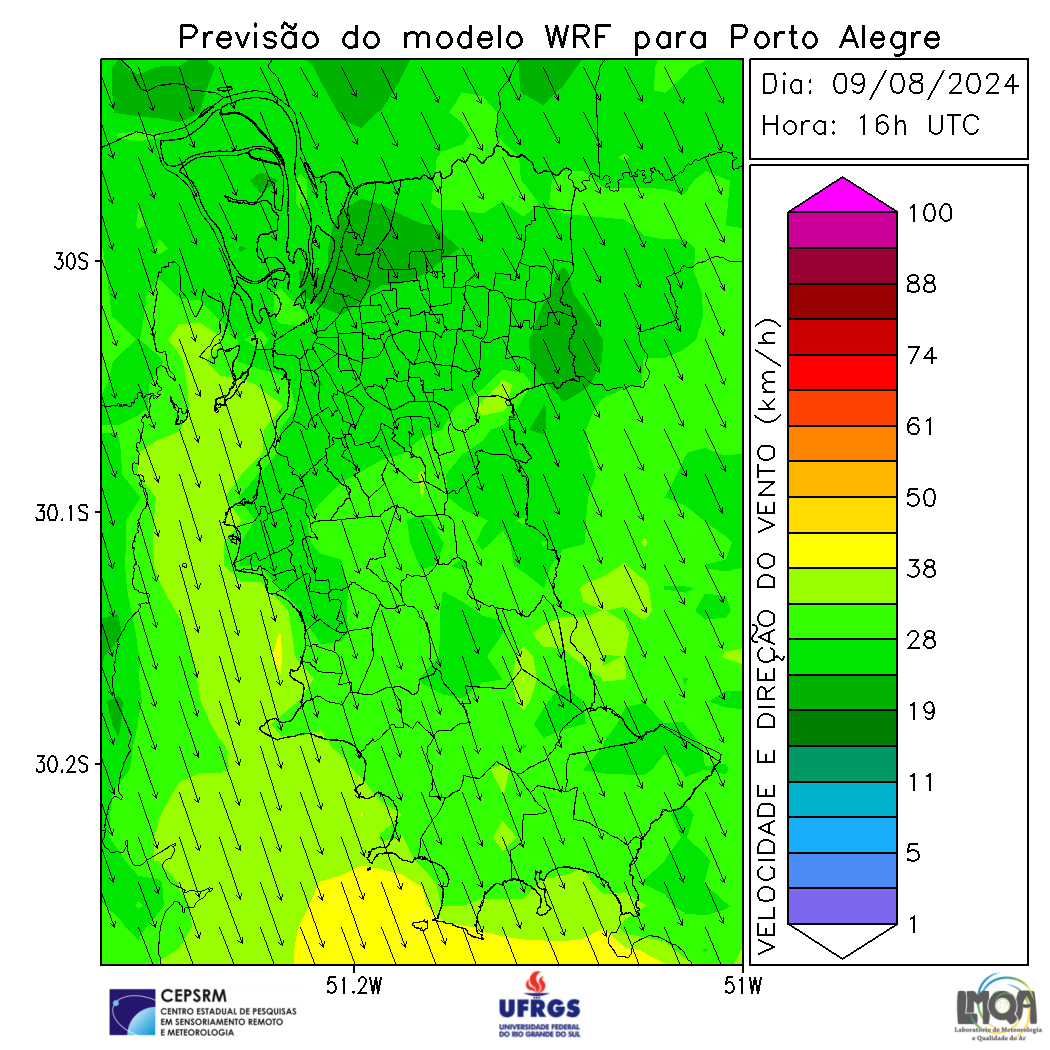 Previsão do modelo WRF para Porto Alegre
Dia: 09/08/2024
Hora: 16h UTC
30S
30.1S
30.2S
51.2W
51W
VELOCIDADE E DIREÇÃO DO VENTO (km/h)
100
88
74
61
50
38
28
19
11
5
1
CEPSRM
CENTRO ESTADUAL DE PESQUISAS
EM SENSORIAMENTO REMOTO
E METEOROLOGIA
UFRGS
UNIVERSIDADE FEDERAL
DO RIO GRANDE DO SUL
LMQA
Laboratório de Meteorologia
e Qualidade do Ar